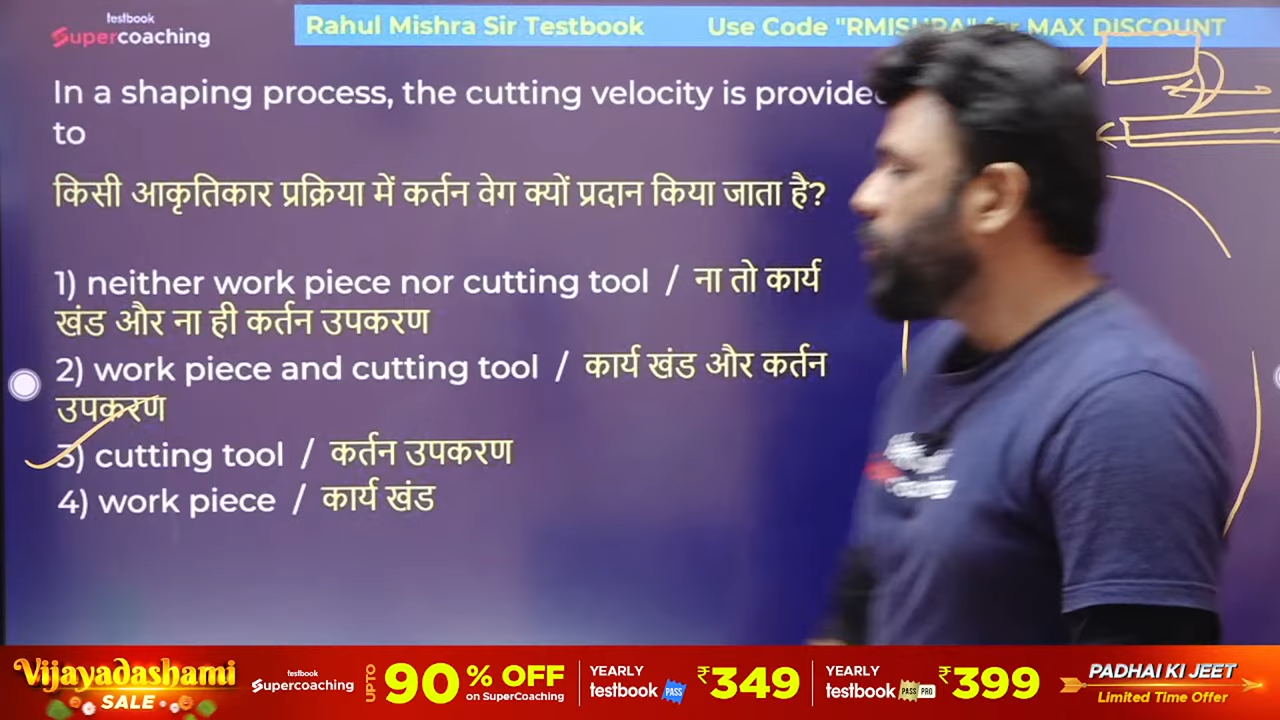 testbook
Supercoaching
Rahul Mishra Sir Testbook
Use Code "RMISHRA" for MAX DISCOUNT
In a shaping process, the cutting velocity is provided
to
किसी आकृतिकार प्रक्रिया में कर्तन वेग क्यों प्रदान किया जाता है?
1) neither work piece nor cutting tool / ना तो कार्य
खंड और ना ही कर्तन उपकरण
2) work piece and cutting tool / कार्य खंड और कर्तन
उपकरण
3) cutting tool / कर्तन उपकरण
4) work piece / कार्य खंड
Vijayadashami
SALE
testbook
Supercoaching
UPTO 90% OFF
on SuperCoaching
YEARLY
testbook PASS
₹349
YEARLY
testbook PASS PRO
₹399
PADHAI KI JEET
Limited Time Offer